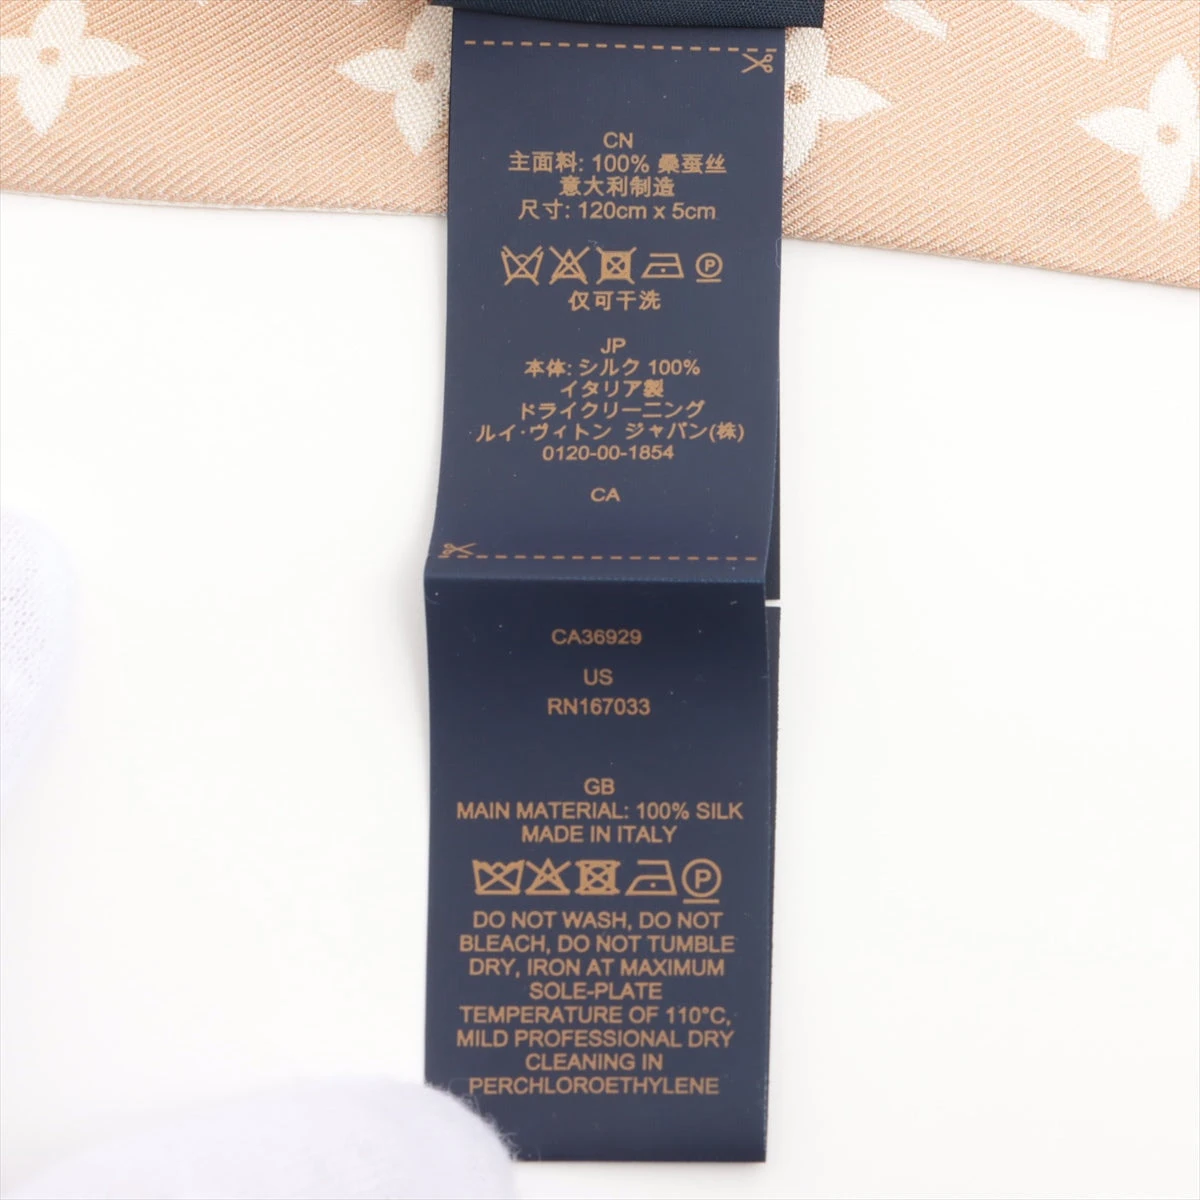 CN
主面料: 100% 桑蚕丝
意大利制造
尺寸: 120cm x 5cm
P
仅可干洗
JP
本体: シルク 100%
イタリア製
ドライクリーニング
ルイ・ヴィトン ジャパン(株)
0120-00-1854
CA
CA36929
US
RN167033
GB
MAIN MATERIAL: 100% SILK
MADE IN ITALY
P
DO NOT WASH, DO NOT
BLEACH, DO NOT TUMBLE
DRY, IRON AT MAXIMUM
SOLE-PLATE
TEMPERATURE OF 110°C,
MILD PROFESSIONAL DRY
CLEANING IN
PERCHLOROETHYLENE